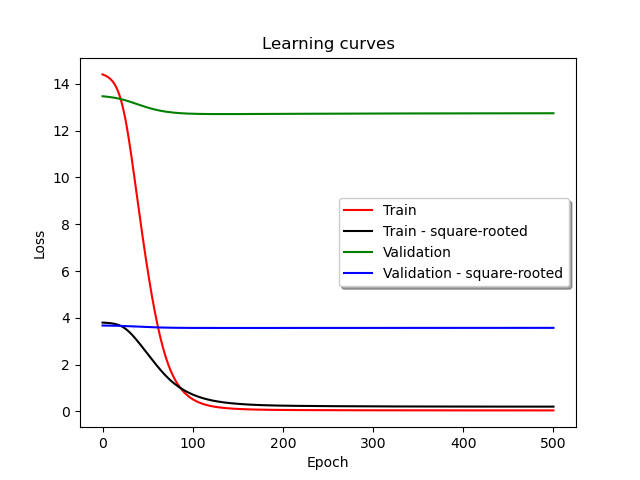 Learning curves
Loss
14
12
10
8
6
4
2
0
Train
Train - square-rooted
Validation
Validation - square-rooted
0 100 200 300 400 500
Epoch